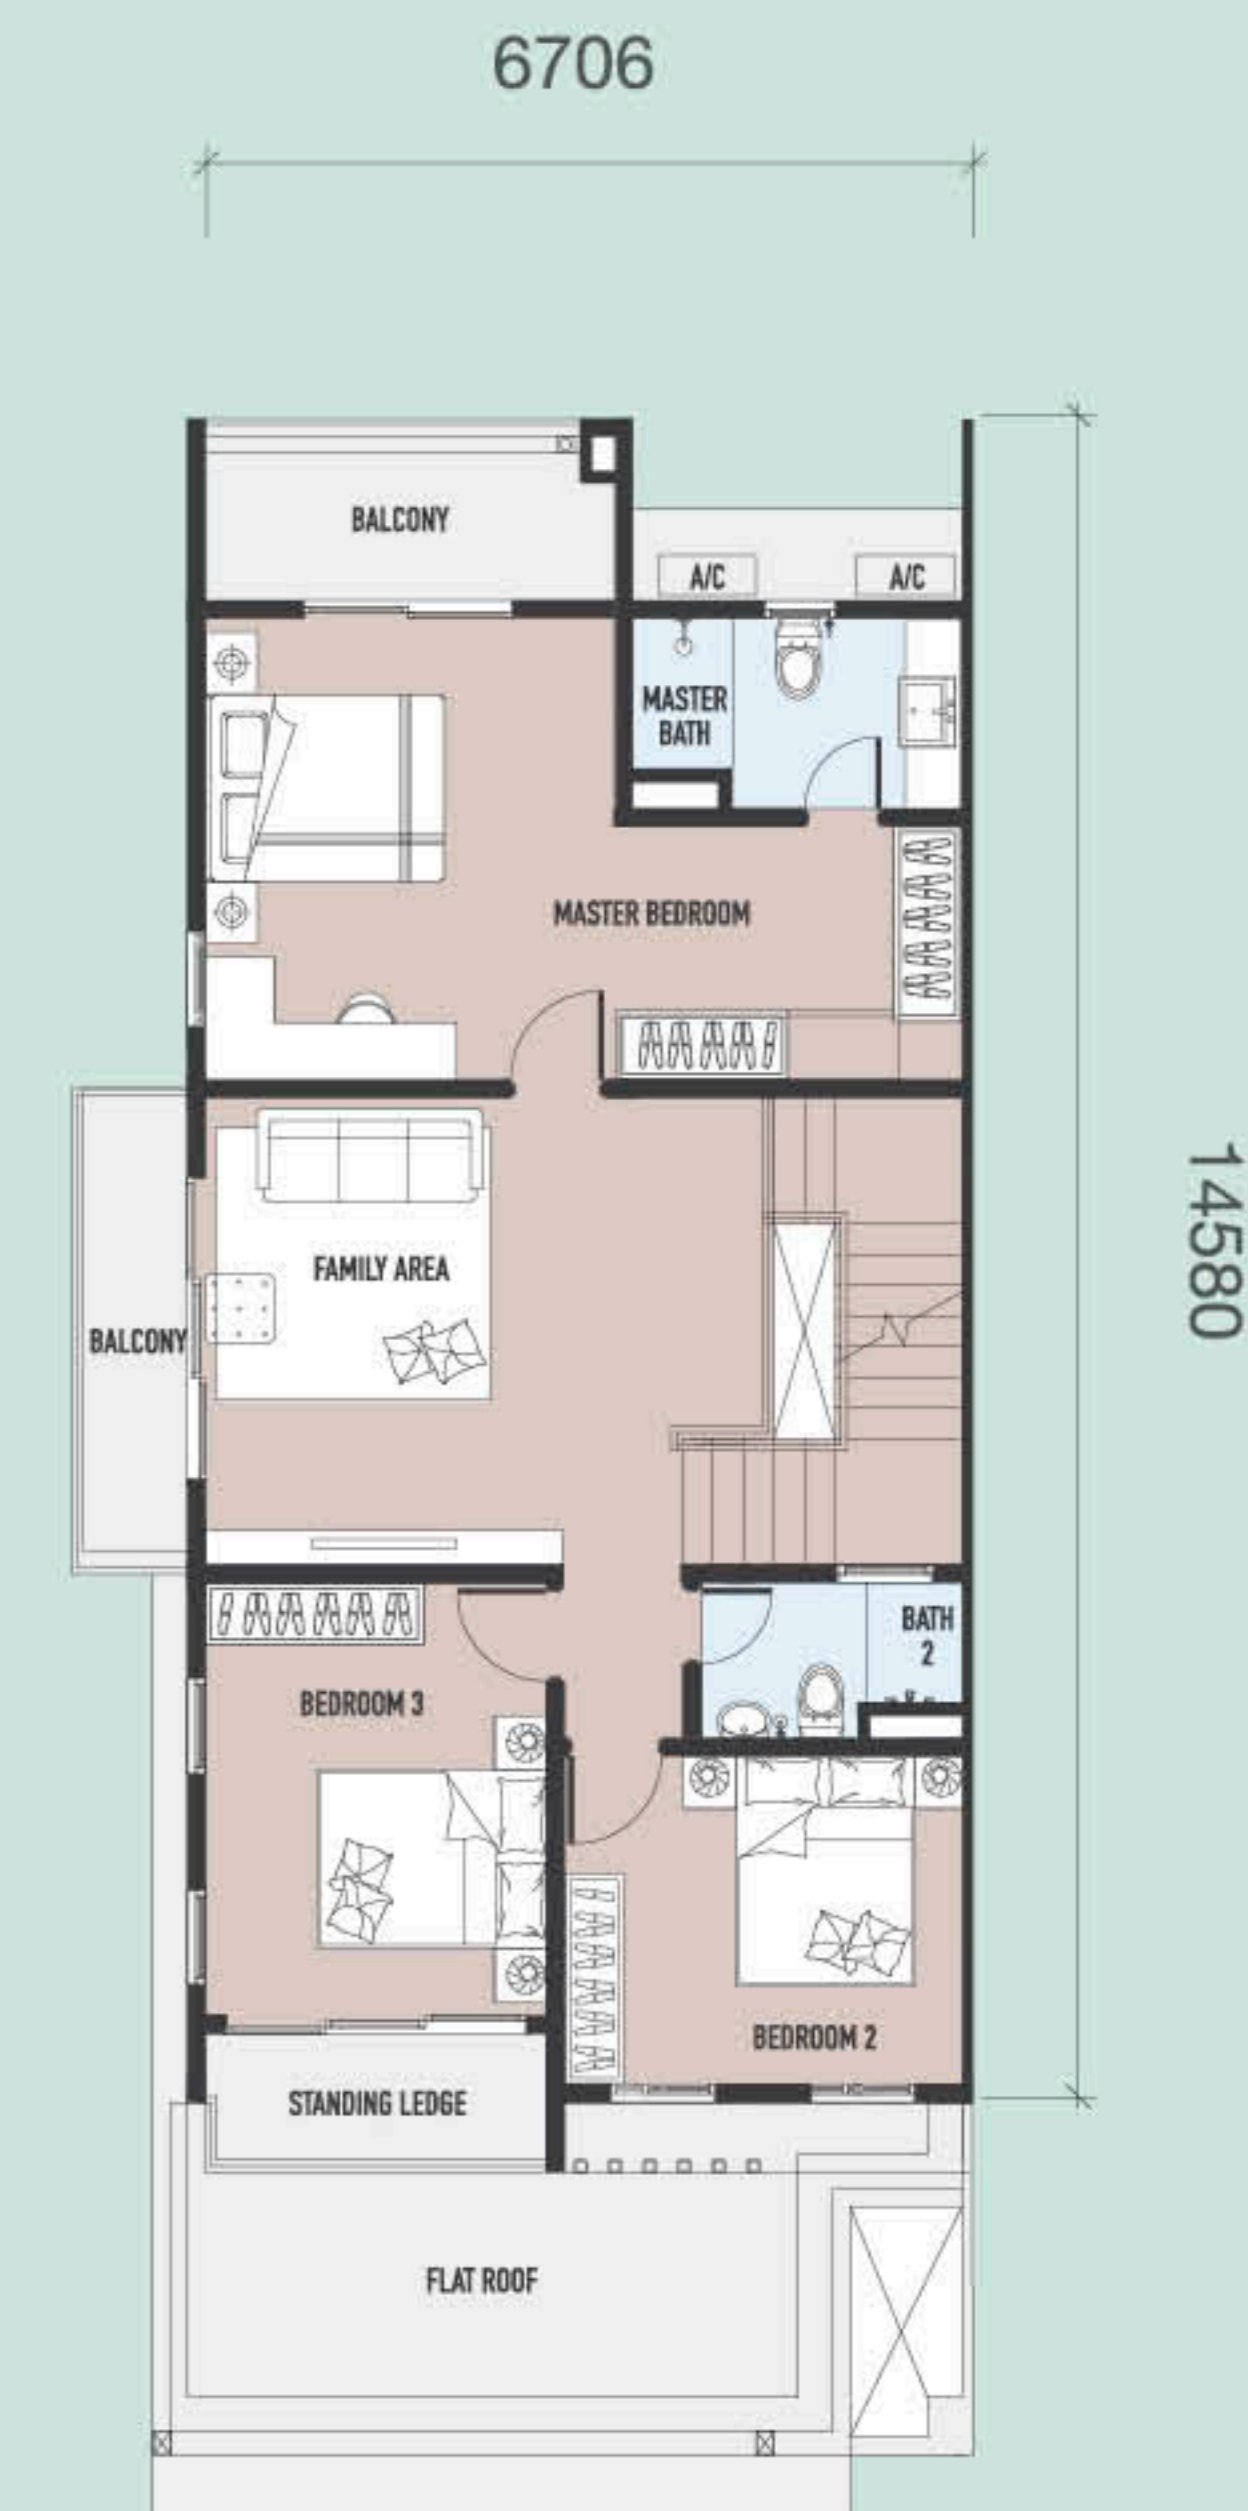 6706
BALCONY
A/C
A/C
MASTER
BATH
MASTER BEDROOM
14580
FAMILY AREA
BALCONY
BATH
2
BEDROOM 3
BEDROOM 2
STANDING LEDGE
FLAT ROOF